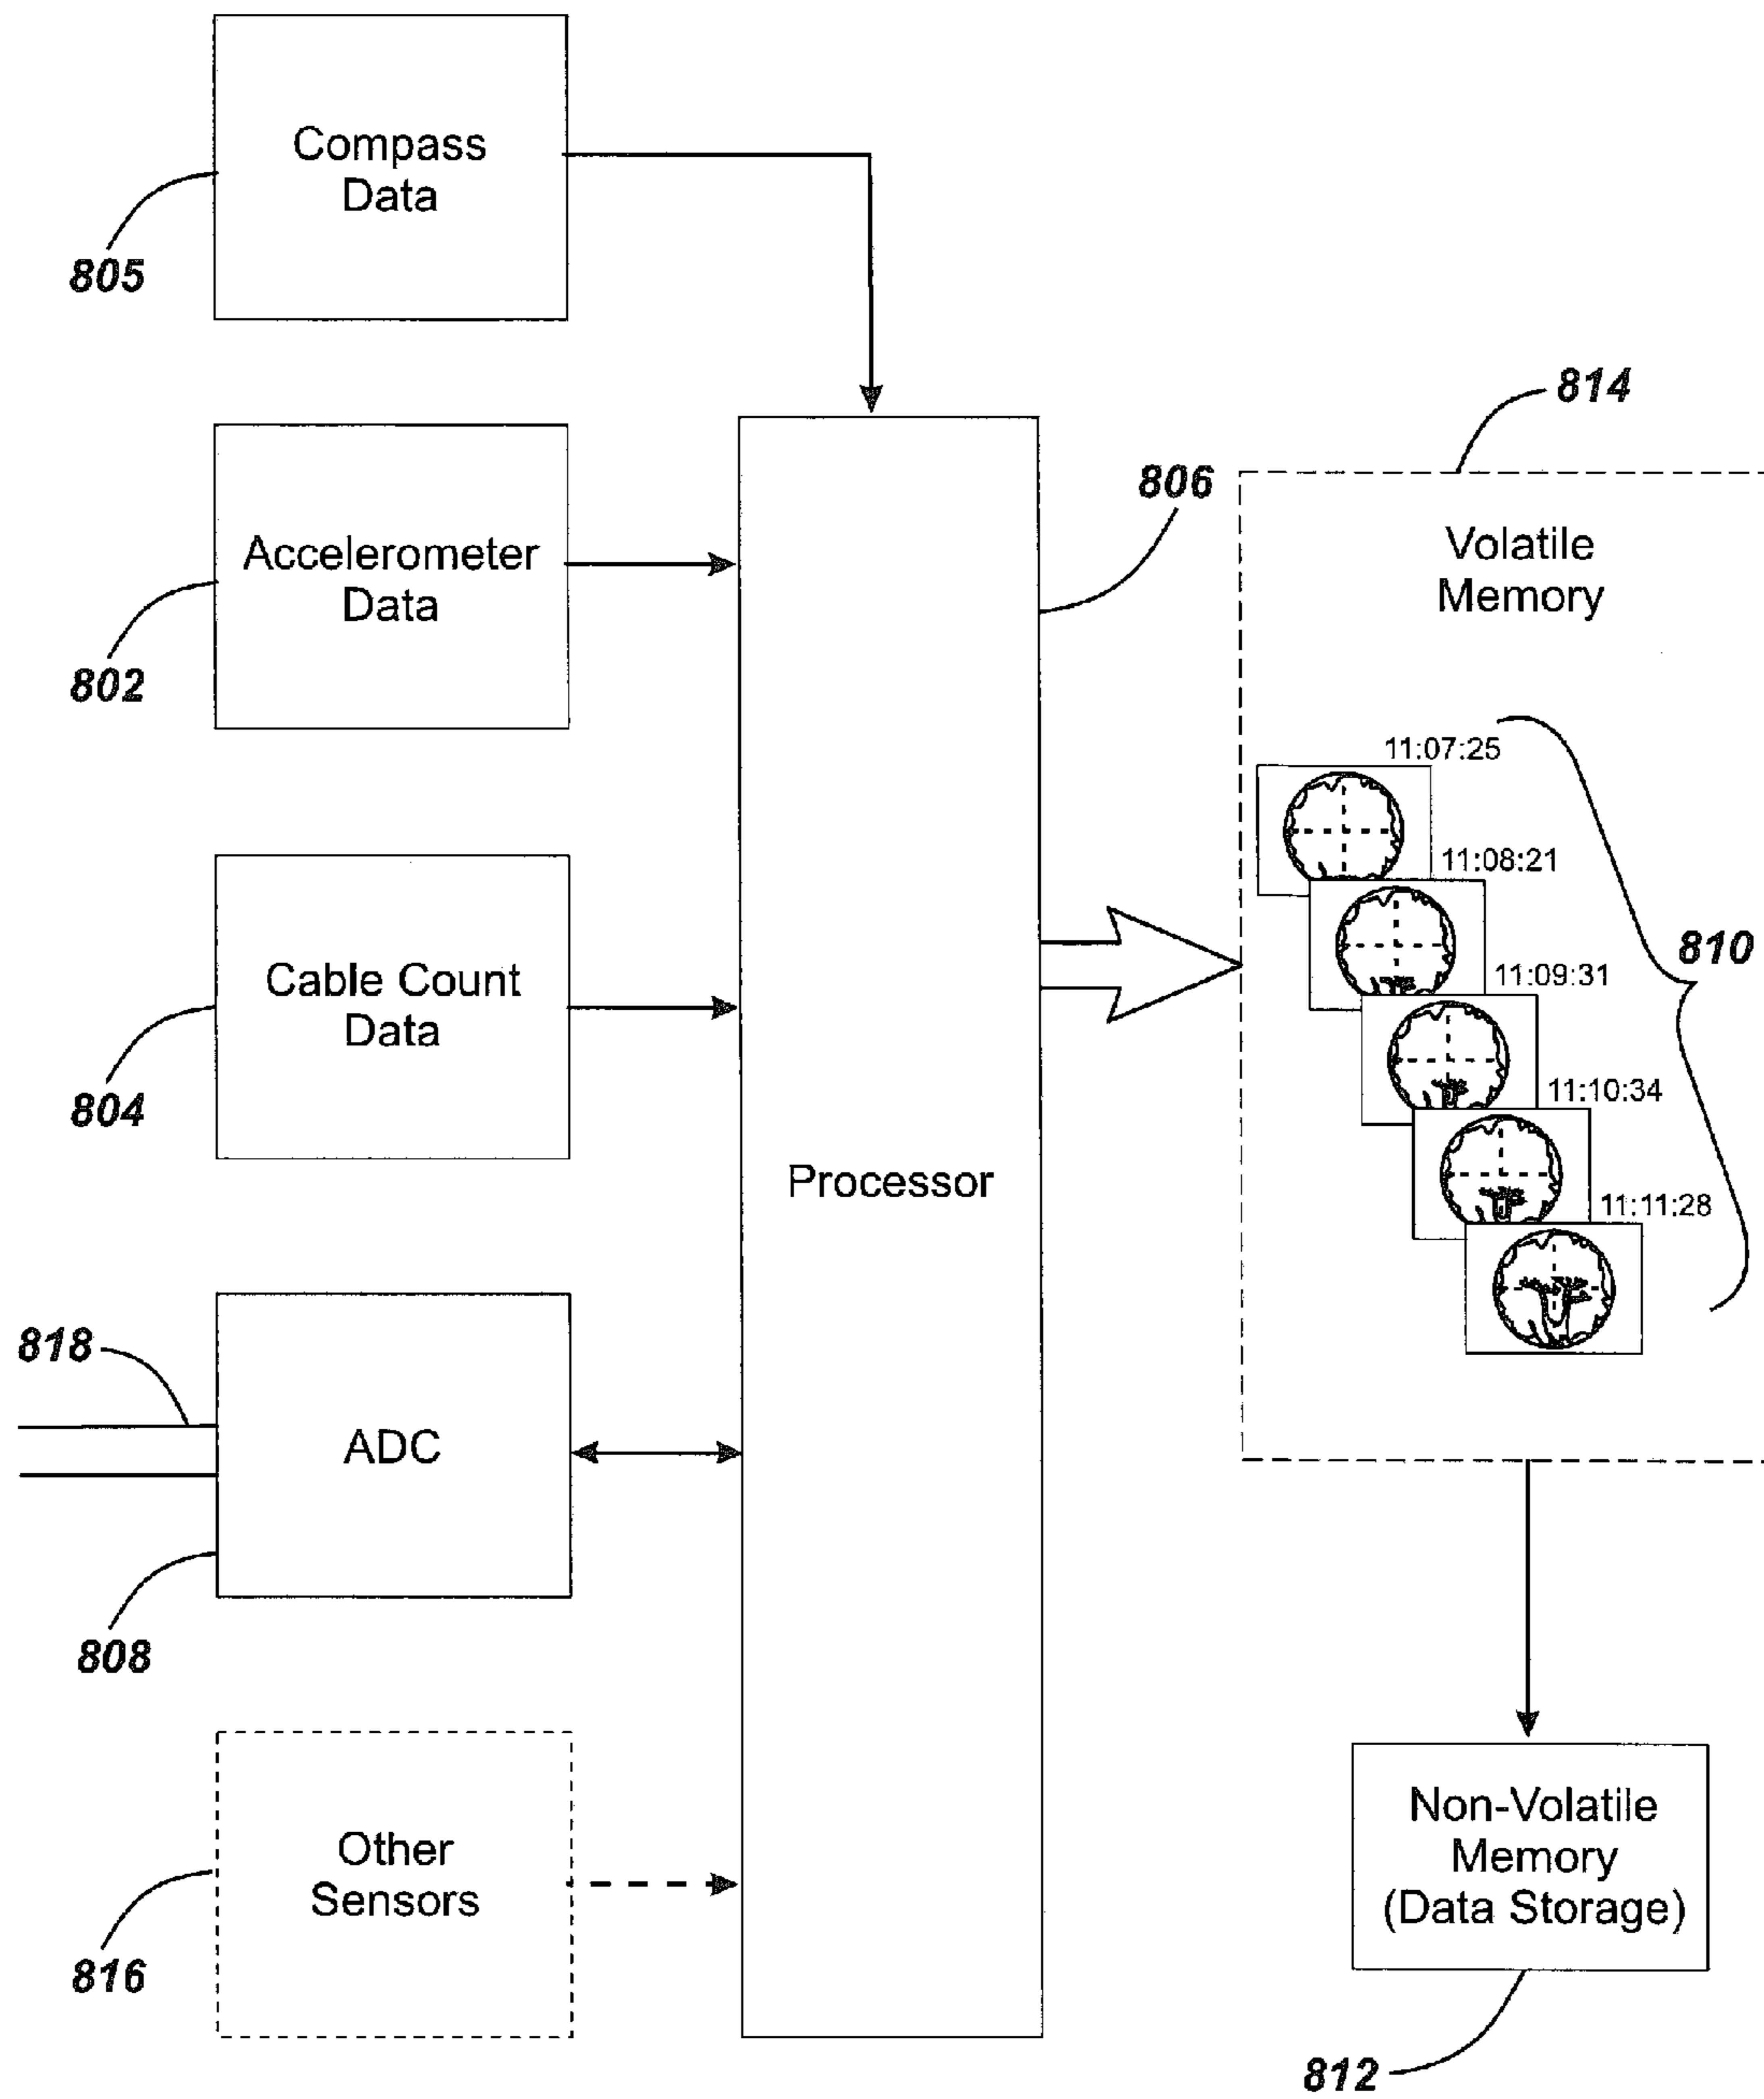 Compass
Data
805
814
806
Accelerometer
Data
802
Volatile
Memory
11:07:25
11:08:21
810
11:09:31
11:10:34
11:11:28
Cable Count
Data
804
Processor
818
ADC
808
Other
Sensors
816
Non-Volatile
Memory
(Data Storage)
812